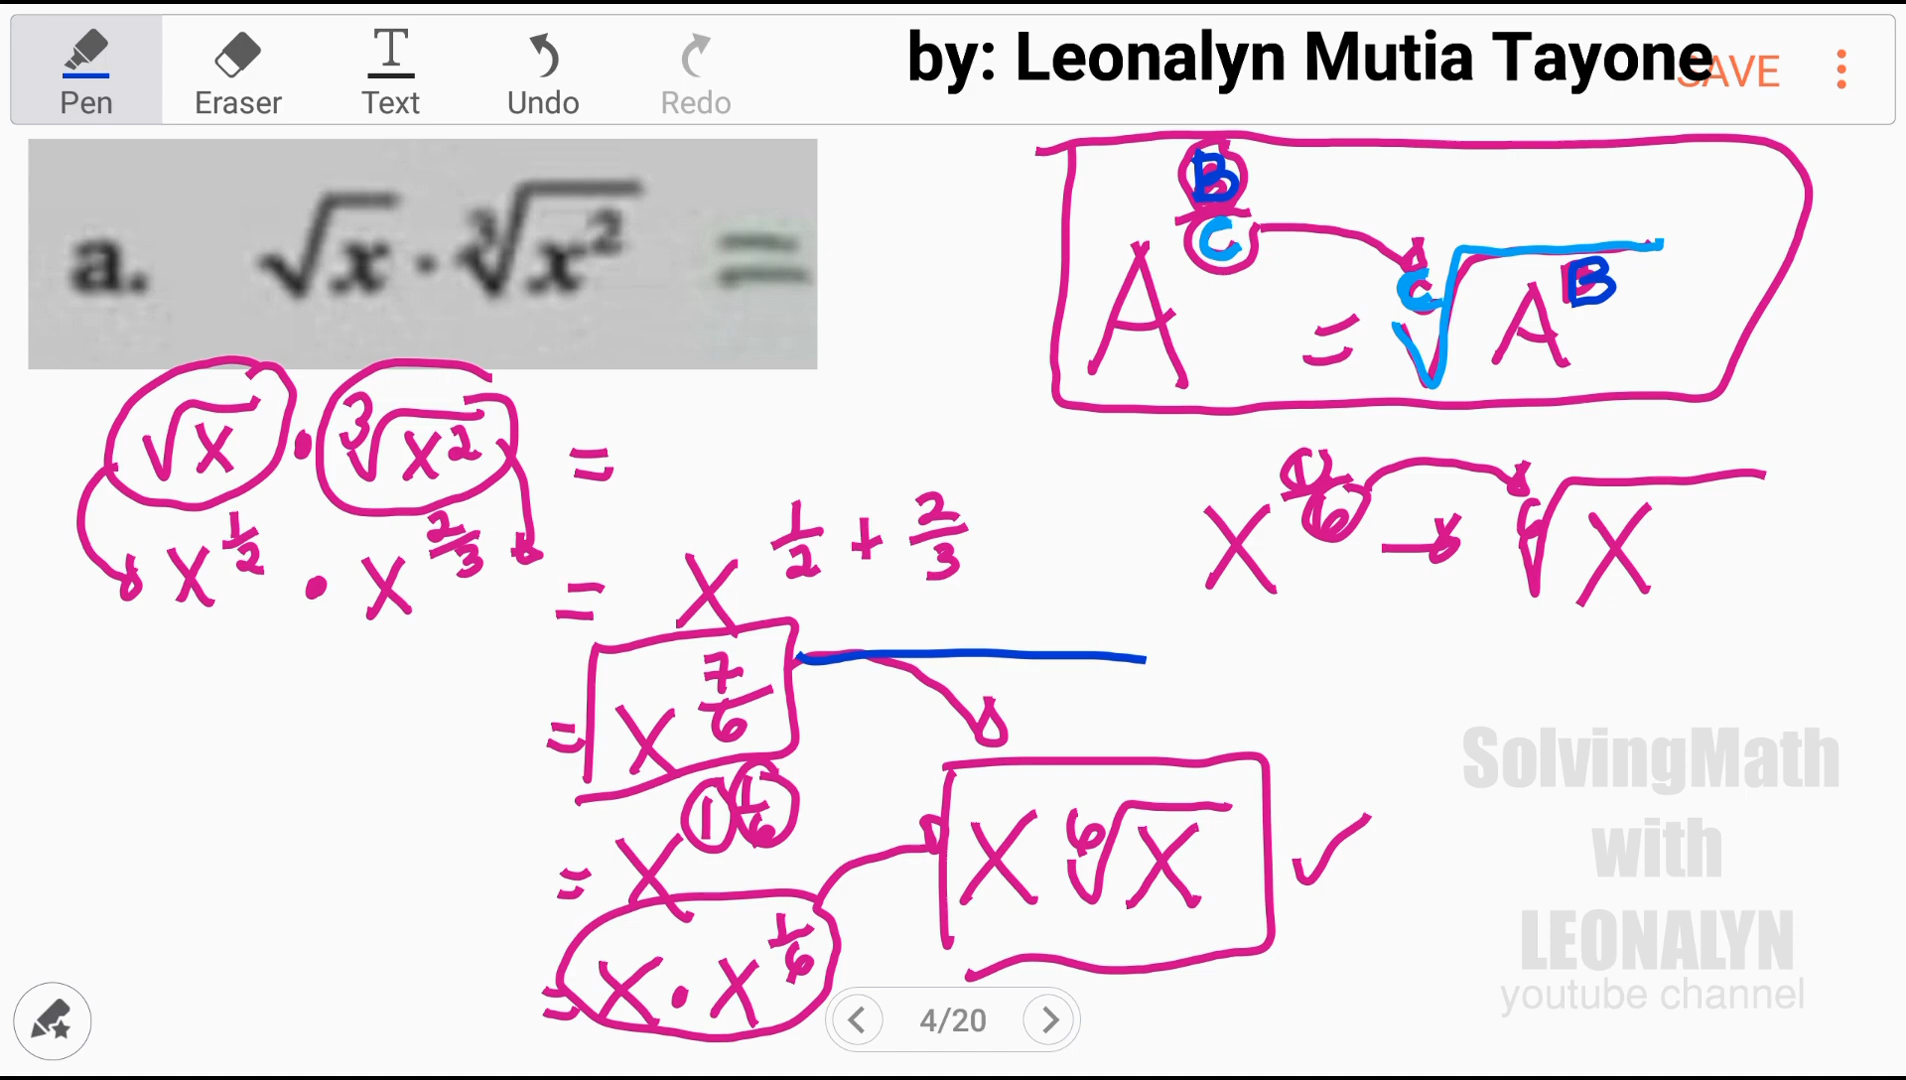 by: Leonalyn Mutia Tayone
SAVE
Pen
Eraser
Text
Undo
Redo
a. √x · ∛x² =
A^(B/C) = ᶜ√A^B
√x · ∛x² =
x^(1/2) · x^(2/3) = x^(1/2 + 2/3)
x^(1/6) → ⁶√x
= x^(7/6)
= x^(1 1/6)
= x · x^(1/6)
x ⁶√x ✓
SolvingMath
with
LEONALYN
youtube channel
4/20